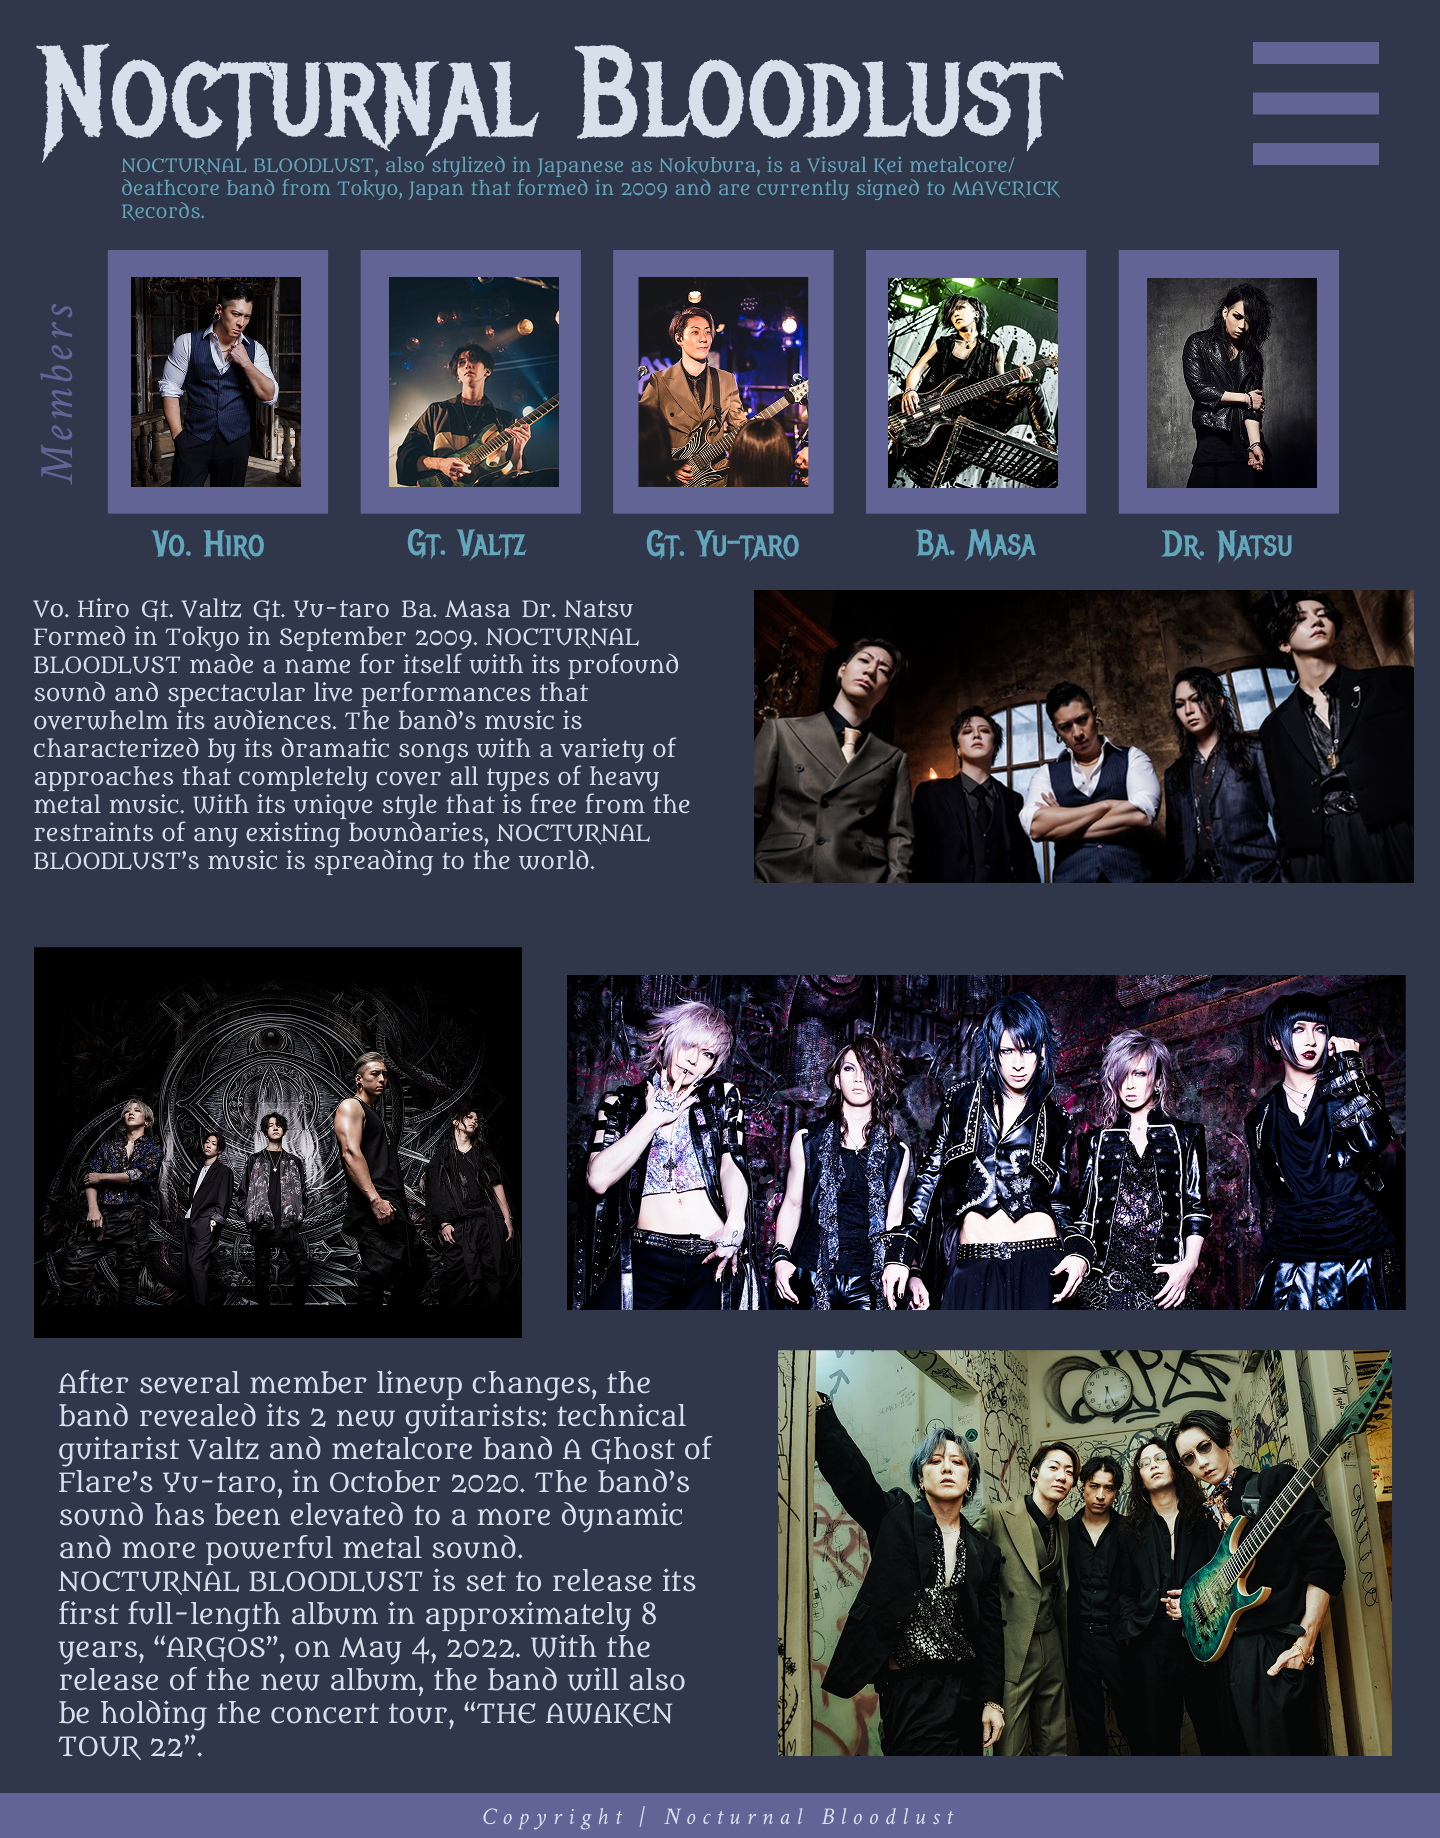 Nocturnal Bloodlust
NOCTURNAL BLOODLUST, also stylized in Japanese as Nokubura, is a Visual Kei metalcore/
deathcore band from Tokyo, Japan that formed in 2009 and are currently signed to MAVERICK
Records.
Members
Vo. Hiro
Gt. Valtz
Gt. Yu-taro
Ba. Masa
Dr. Natsu
Vo. Hiro Gt. Valtz Gt. Yu-taro Ba. Masa Dr. Natsu
Formed in Tokyo in September 2009. NOCTURNAL
BLOODLUST made a name for itself with its profound
sound and spectacular live performances that
overwhelm its audiences. The band’s music is
characterized by its dramatic songs with a variety of
approaches that completely cover all types of heavy
metal music. With its unique style that is free from the
restraints of any existing boundaries, NOCTURNAL
BLOODLUST’s music is spreading to the world.
After several member lineup changes, the
band revealed its 2 new guitarists: technical
guitarist Valtz and metalcore band A Ghost of
Flare’s Yu-taro, in October 2020. The band’s
sound has been elevated to a more dynamic
and more powerful metal sound.
NOCTURNAL BLOODLUST is set to release its
first full-length album in approximately 8
years, “ARGOS”, on May 4, 2022. With the
release of the new album, the band will also
be holding the concert tour, “THE AWAKEN
TOUR 22”.
Copyright | Nocturnal Bloodlust